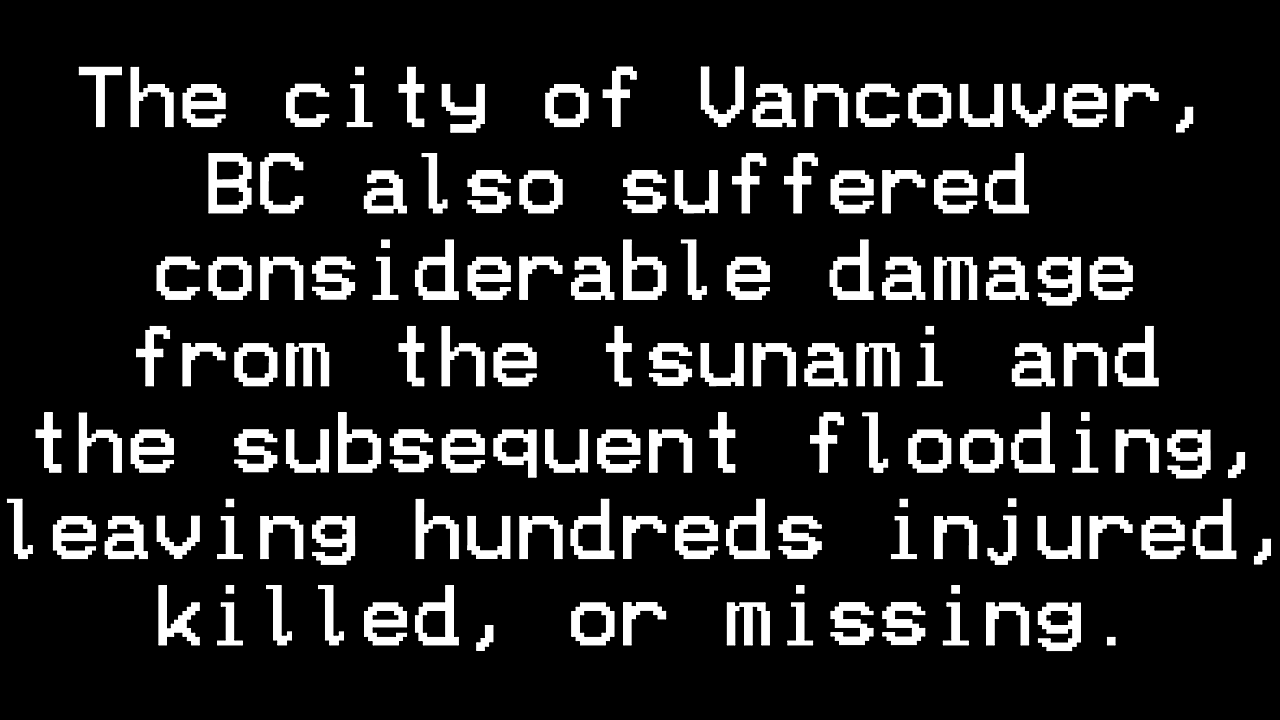 The city of Vancouver,
BC also suffered
considerable damage
from the tsunami and
the subsequent flooding,
leaving hundreds injured,
killed, or missing.